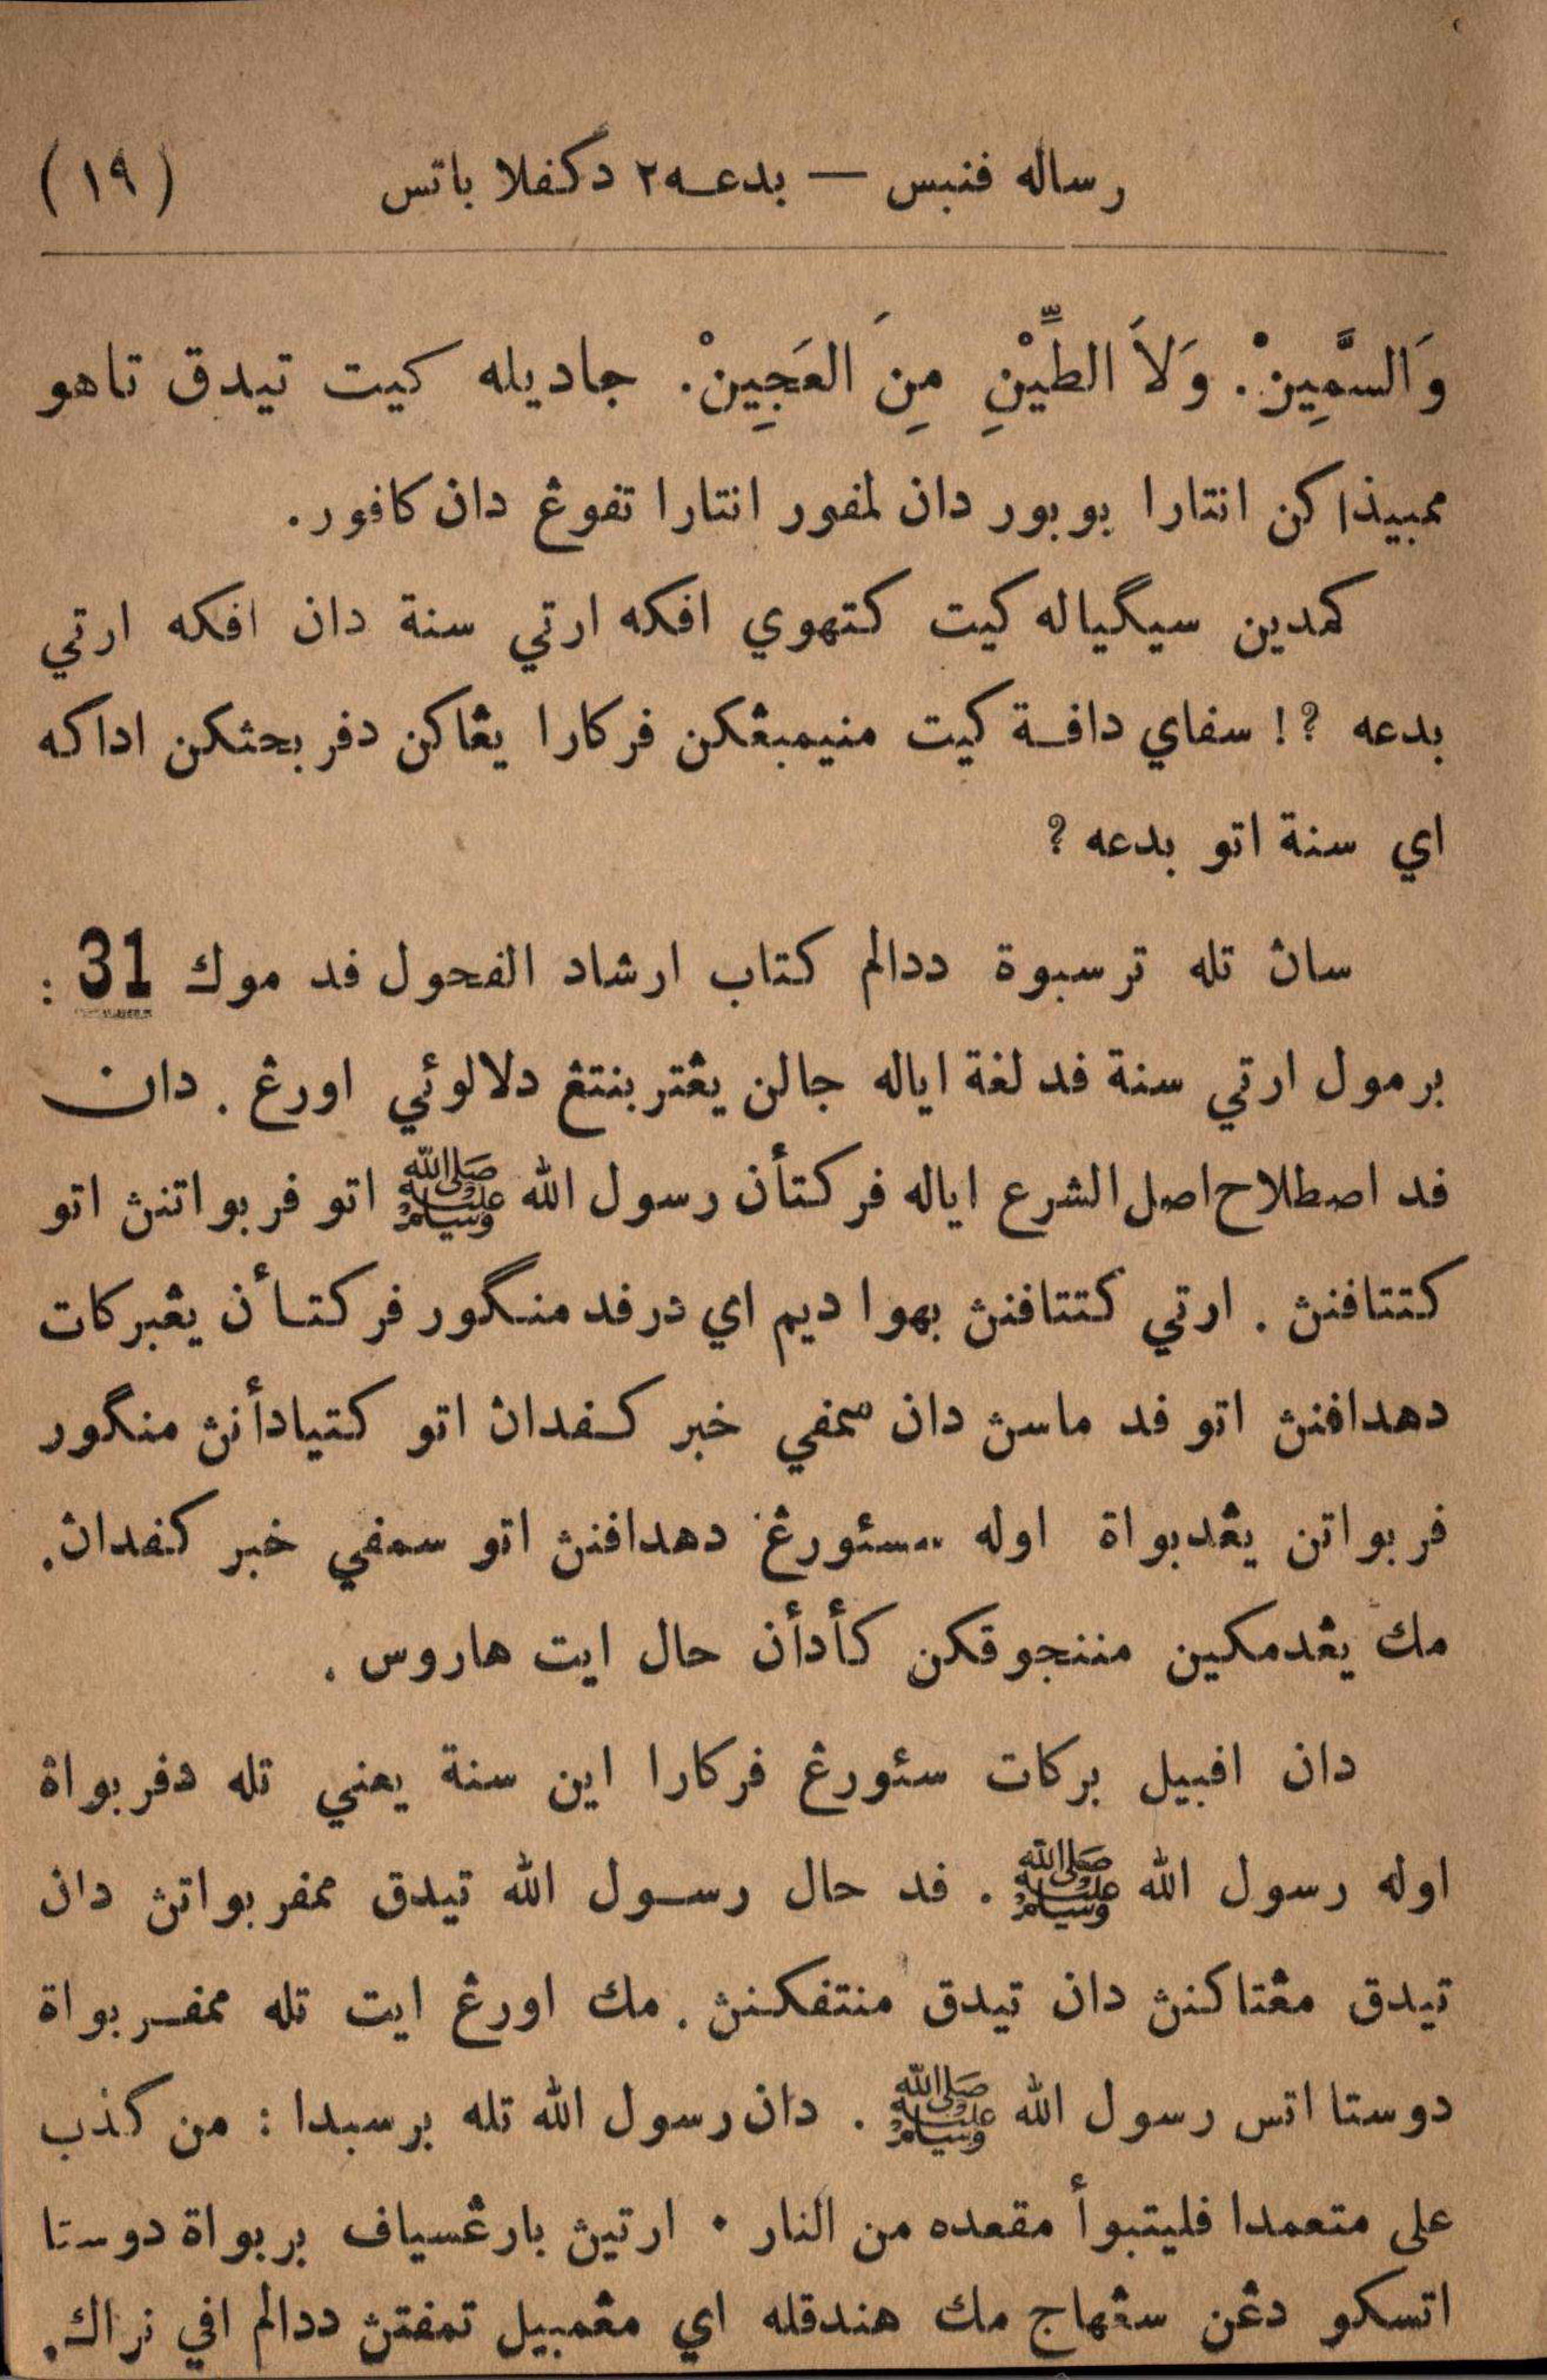 رساله فنبس — بدعه٢ دكفلا باتس (١٩)
وَالسَّمِينْ. وَلاَ الطِّيْنِ مِنَ العَجِينْ. جاديله كيت تيدق تاهو
ممبيذاكن انتارا بوبور دان لمفور انتارا تفوڠ دان كافور.
كمدين سيگياله كيت كتهوي افكه ارتي سنة دان افكه ارتي
بدعه ?! سفاي دافة كيت منيمبڠكن فركارا يڠاكن دفربحثكن اداكه
اي سنة اتو بدعه ?
سان تله ترسبوة ددالم كتاب ارشاد الفحول فد موك 31 :
برمول ارتي سنة فد لغة اياله جالن يڠتربنتڠ دلالوئي اورڠ . دان
فد اصطلاح اصل الشرع اياله فركتأن رسول الله ﷺ اتو فربواتنڽ اتو
كتتافنڽ . ارتي كتتافنڽ بهوا ديم اي درفد منگور فركتأن يڠبركات
دهدافنڽ اتو فد ماسڽ دان سمفي خبر كفدان اتو كتيادأنڽ منگور
فربواتن يڠدبواة اوله سسئورڠ دهدافنڽ اتو سمفي خبر كفدان.
مك يڠدمكين مننجوقكن كأدأن حال ايت هاروس .
دان افبيل بركات سئورڠ فركارا اين سنة يعني تله دفربواة
اوله رسول الله ﷺ . فد حال رسول الله تيدق ممفربواتڽ دان
تيدق مڠتاكنڽ دان تيدق منتفكنڽ . مك اورڠ ايت تله ممفربواة
دوستا اتس رسول الله ﷺ . دان رسول الله تله برسبدا : من كذب
على متعمدا فليتبوأ مقعده من النار . ارتيڽ بارڠسياف بربواة دوستا
اتسكو دڠن سڠهاج مك هندقله اي مڠمبيل تمفتڽ ددالم افي نراك.